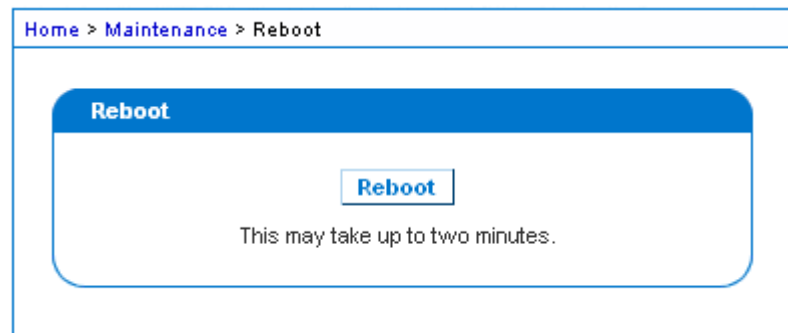 Home > Maintenance > Reboot
Reboot
Reboot
This may take up to two minutes.